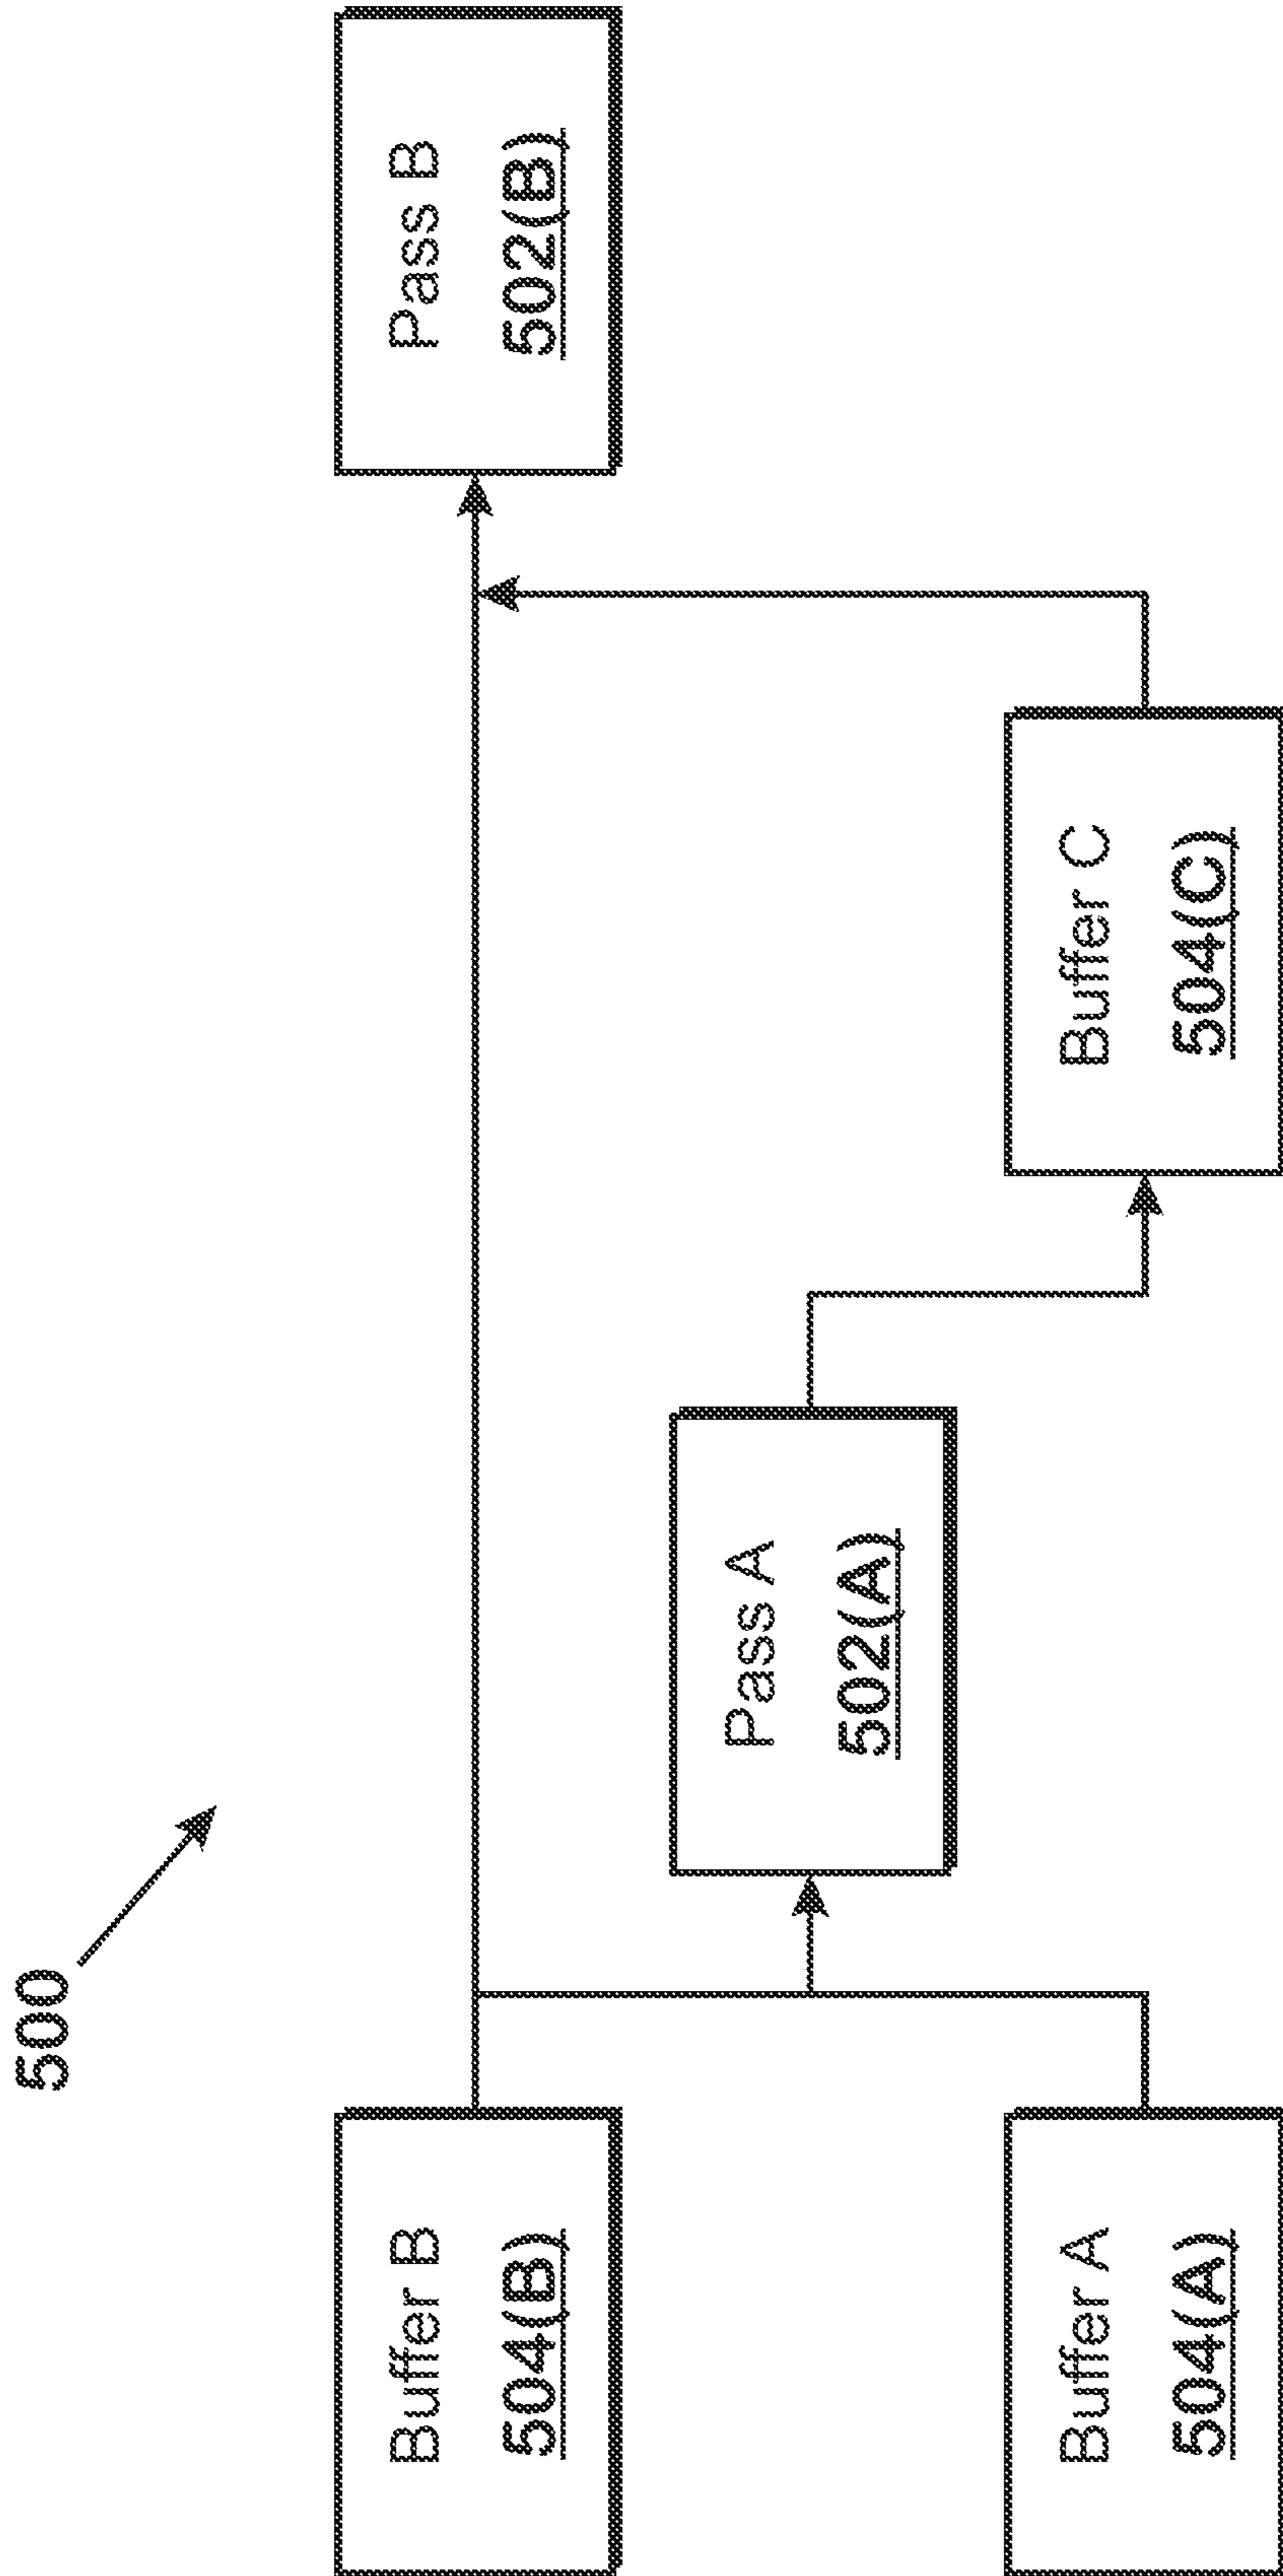 500
Buffer B
504(B)
Pass B
502(B)
Pass A
502(A)
Buffer A
504(A)
Buffer C
504(C)